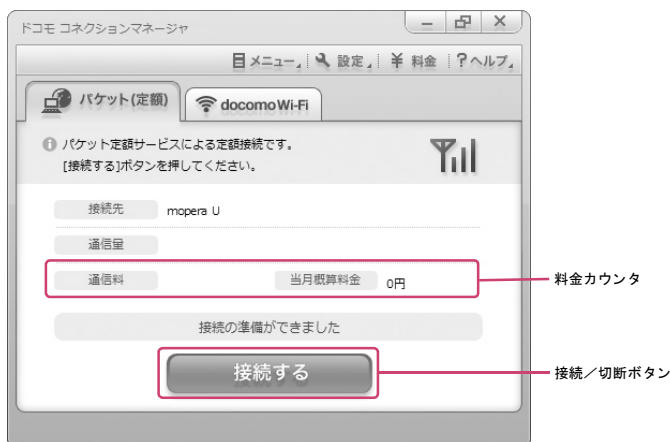 ドコモ コネクションマネージャ
メニュー 設定 ¥ 料金 ?ヘルプ
パケット(定額) docomo Wi-Fi
パケット定額サービスによる定額接続です。
[接続する]ボタンを押してください。
接続先 mopera U
通信量
通信料 当月概算料金 0円
料金カウンタ
接続の準備ができました
接続する
接続／切断ボタン